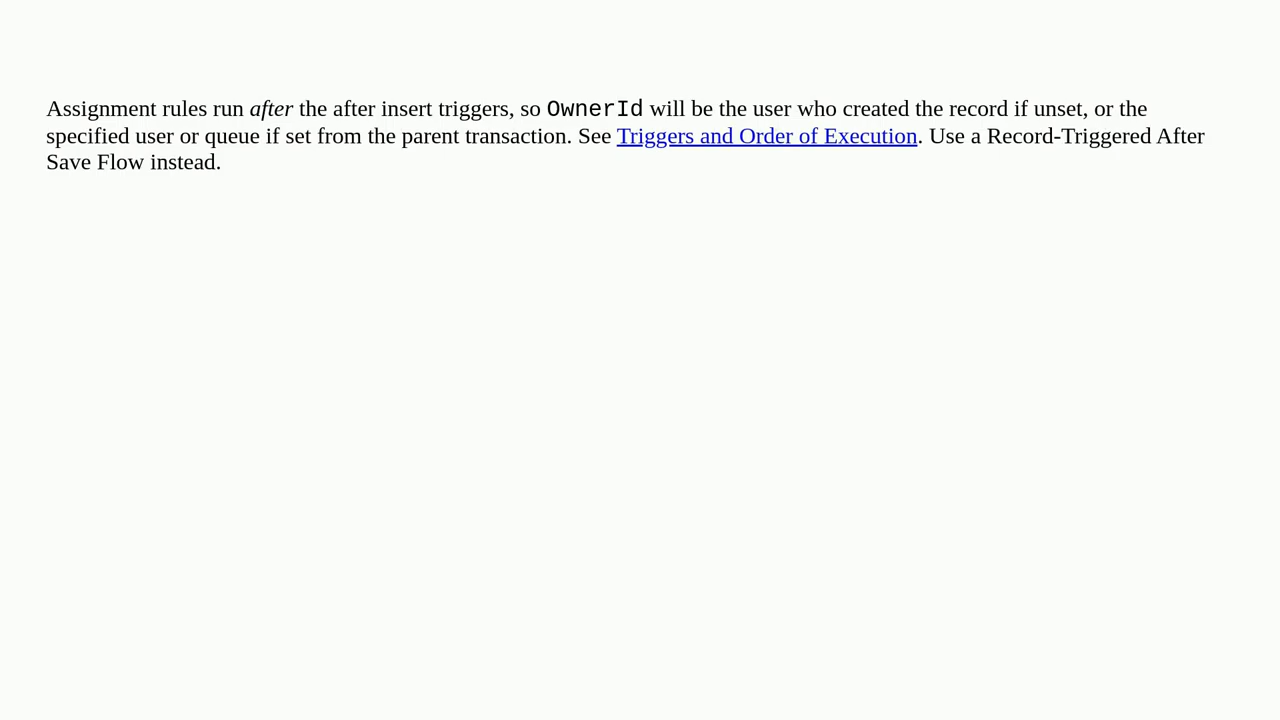 Assignment rules run after the after insert triggers, so OwnerId will be the user who created the record if unset, or the
specified user or queue if set from the parent transaction. See Triggers and Order of Execution. Use a Record-Triggered After
Save Flow instead.